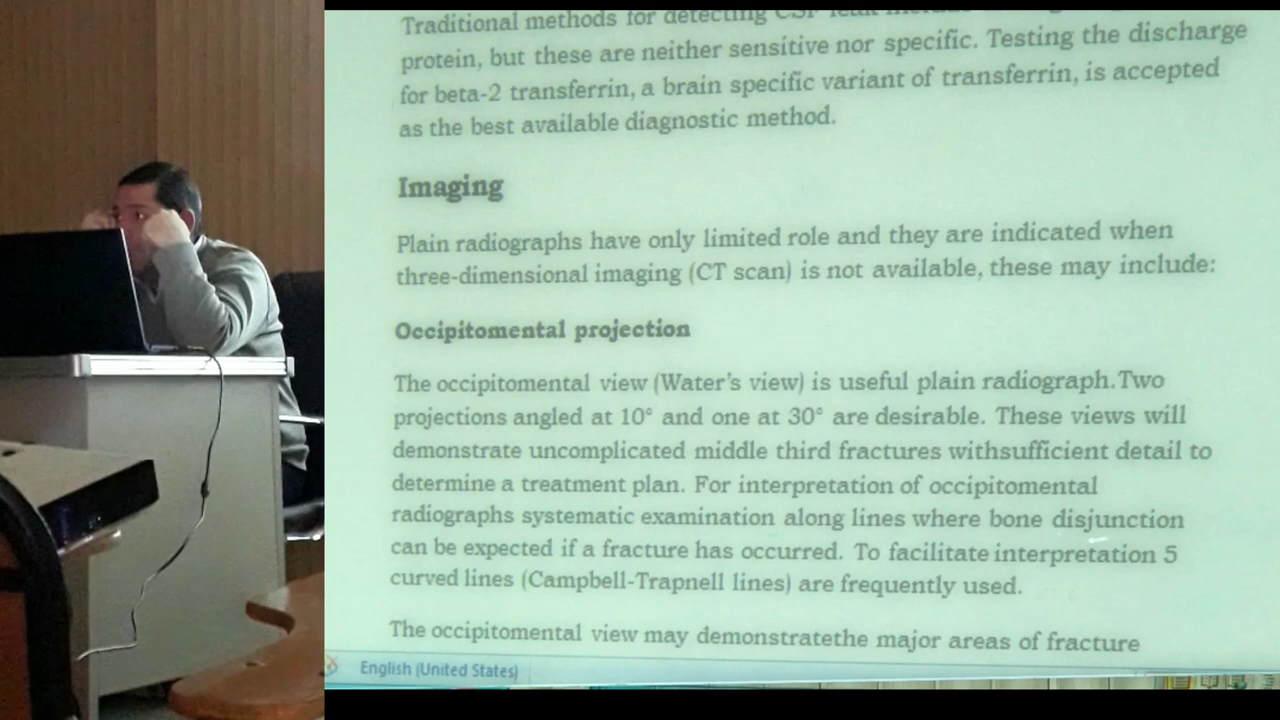 Traditional methods for detecting CSF leak
protein, but these are neither sensitive nor specific. Testing the discharge
for beta-2 transferrin, a brain specific variant of transferrin, is accepted
as the best available diagnostic method.
Imaging
Plain radiographs have only limited role and they are indicated when
three-dimensional imaging (CT scan) is not available, these may include:
Occipitomental projection
The occipitomental view (Water's view) is useful plain radiograph.Two
projections angled at 10° and one at 30° are desirable. These views will
demonstrate uncomplicated middle third fractures withsufficient detail to
determine a treatment plan. For interpretation of occipitomental
radiographs systematic examination along lines where bone disjunction
can be expected if a fracture has occurred. To facilitate interpretation 5
curved lines (Campbell-Trapnell lines) are frequently used.
The occipitomental view may demonstratethe major areas of fracture
English (United States)